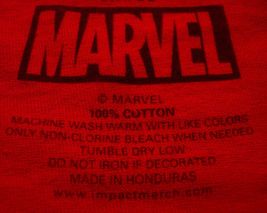 MARVEL
© MARVEL
100% COTTON
MACHINE WASH WARM WITH LIKE COLORS
ONLY NON-CLORINE BLEACH WHEN NEEDED
TUMBLE DRY LOW
DO NOT IRON IF DECORATED
MADE IN HONDURAS
www.impactmerch.com